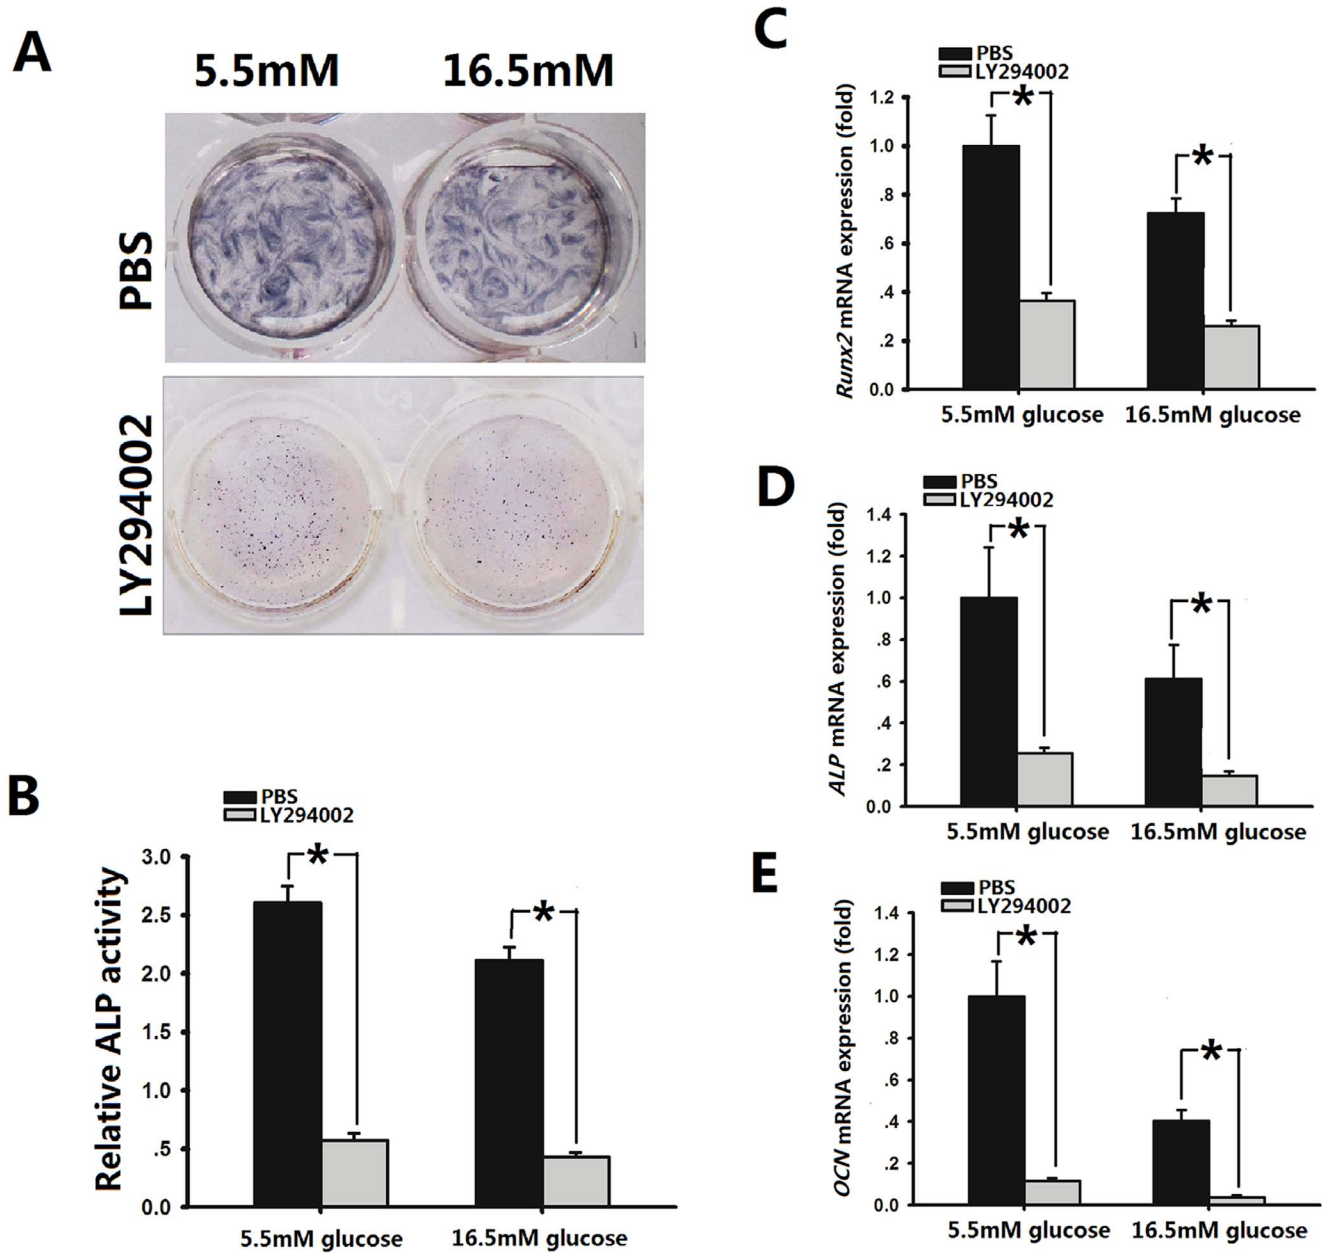 A
5.5mM 16.5mM
PBS
LY294002
B
PBS
LY294002
Relative ALP activity
3.0
2.5
2.0
1.5
1.0
.5
0.0
*
*
5.5mM glucose 16.5mM glucose
C
PBS
LY294002
Runx2 mRNA expression (fold)
1.2
1.0
.8
.6
.4
.2
0.0
*
*
5.5mM glucose 16.5mM glucose
D
PBS
LY294002
ALP mRNA expression (fold)
1.4
1.2
1.0
.8
.6
.4
.2
0.0
*
*
5.5mM glucose 16.5mM glucose
E
PBS
LY294002
OCN mRNA expression (fold)
1.4
1.2
1.0
.8
.6
.4
.2
0.0
*
*
5.5mM glucose 16.5mM glucose